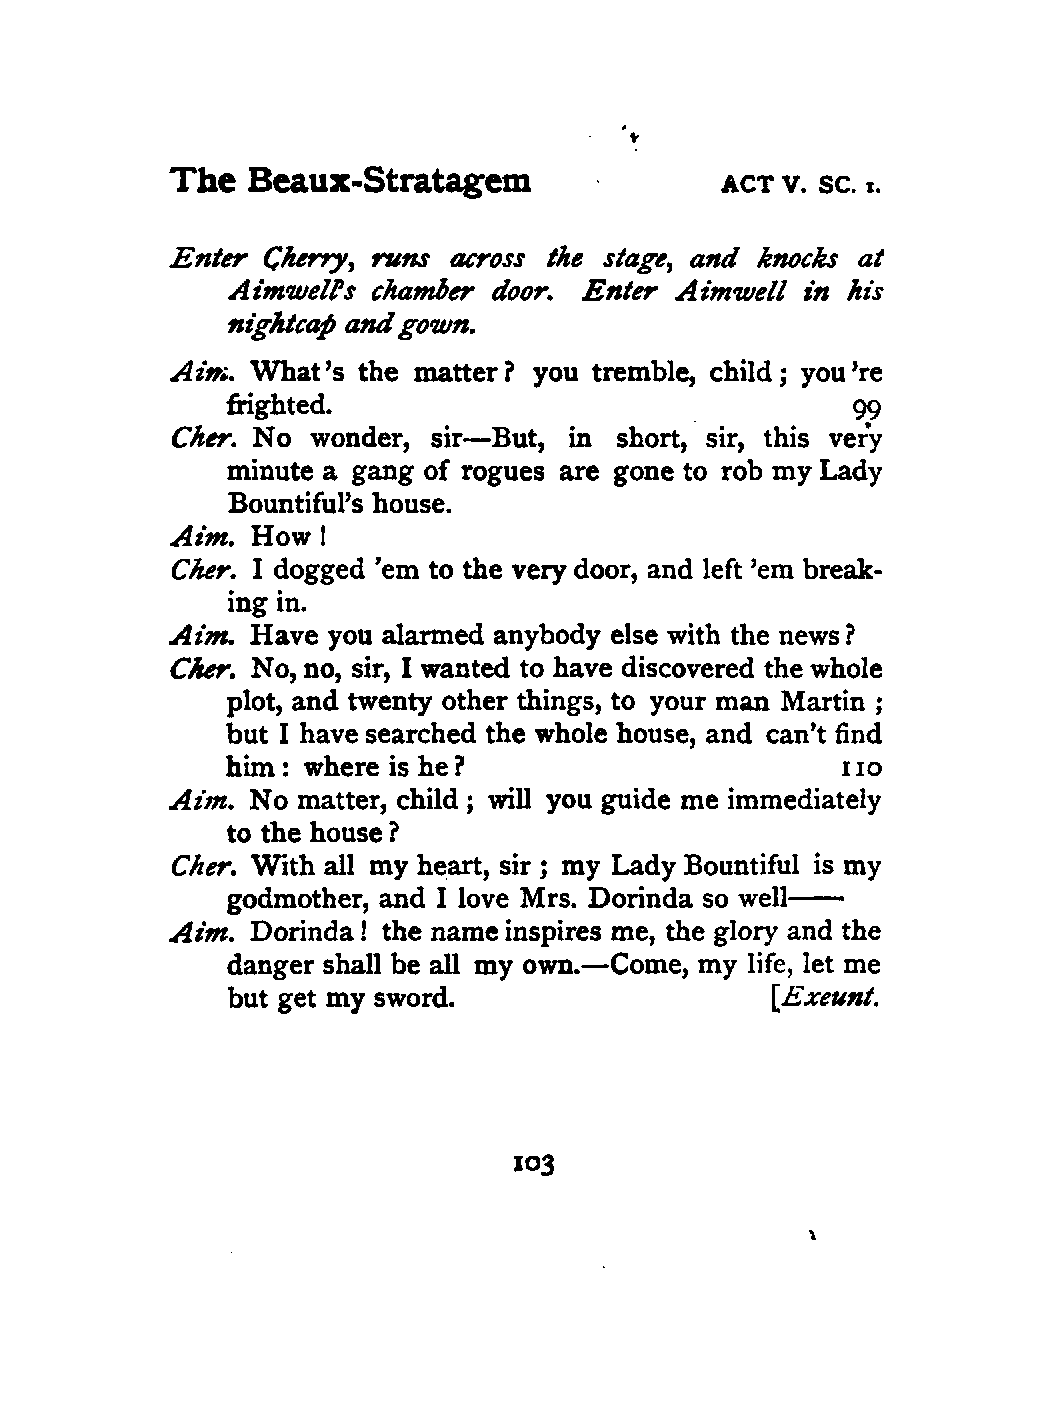 The Beaux-Stratagem ACT V. SC. 1.
Enter Cherry, runs across the stage, and knocks at
Aimwell's chamber door. Enter Aimwell in his
nightcap and gown.
Aim. What's the matter? you tremble, child; you're
frighted. 99
Cher. No wonder, sir—But, in short, sir, this very
minute a gang of rogues are gone to rob my Lady
Bountiful's house.
Aim. How!
Cher. I dogged 'em to the very door, and left 'em break-
ing in.
Aim. Have you alarmed anybody else with the news?
Cher. No, no, sir, I wanted to have discovered the whole
plot, and twenty other things, to your man Martin;
but I have searched the whole house, and can't find
him: where is he? 110
Aim. No matter, child; will you guide me immediately
to the house?
Cher. With all my heart, sir; my Lady Bountiful is my
godmother, and I love Mrs. Dorinda so well——
Aim. Dorinda! the name inspires me, the glory and the
danger shall be all my own.—Come, my life, let me
but get my sword. [Exeunt.
103